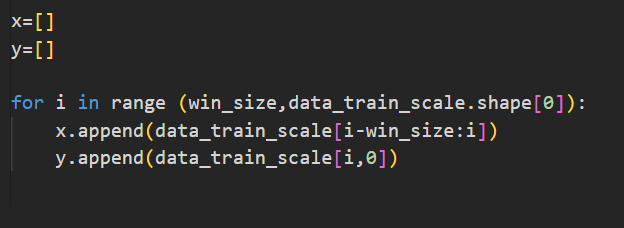 x=[]
y=[]
for i in range (win_size,data_train_scale.shape[0]):
x.append(data_train_scale[i-win_size:i])
y.append(data_train_scale[i,0])